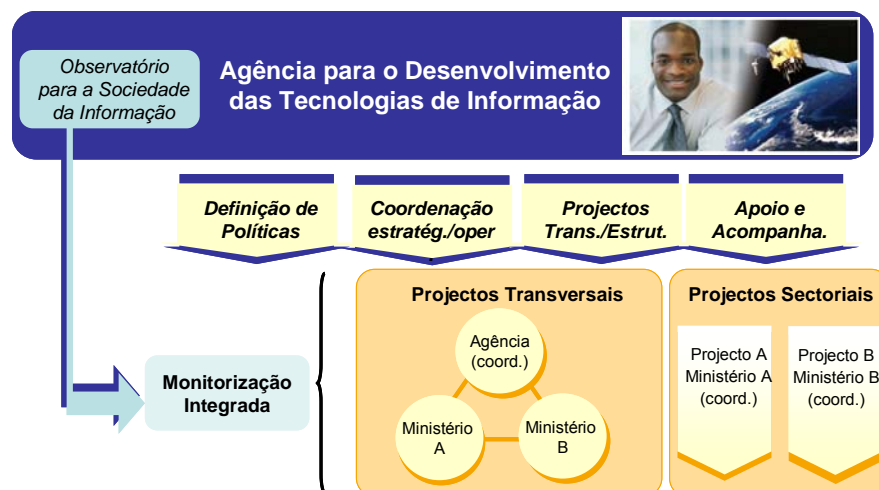 Observatório
para a Sociedade
da Informação
Agência para o Desenvolvimento
das Tecnologias de Informação
Definição de
Políticas
Coordenação
estratég./oper
Projectos
Trans./Estrut.
Apoio e
Acompanha.
Monitorização
Integrada
Projectos Transversais
Agência
(coord.)
Ministério
A
Ministério
B
Projectos Sectoriais
Projecto A
Ministério A
(coord.)
Projecto B
Ministério B
(coord.)